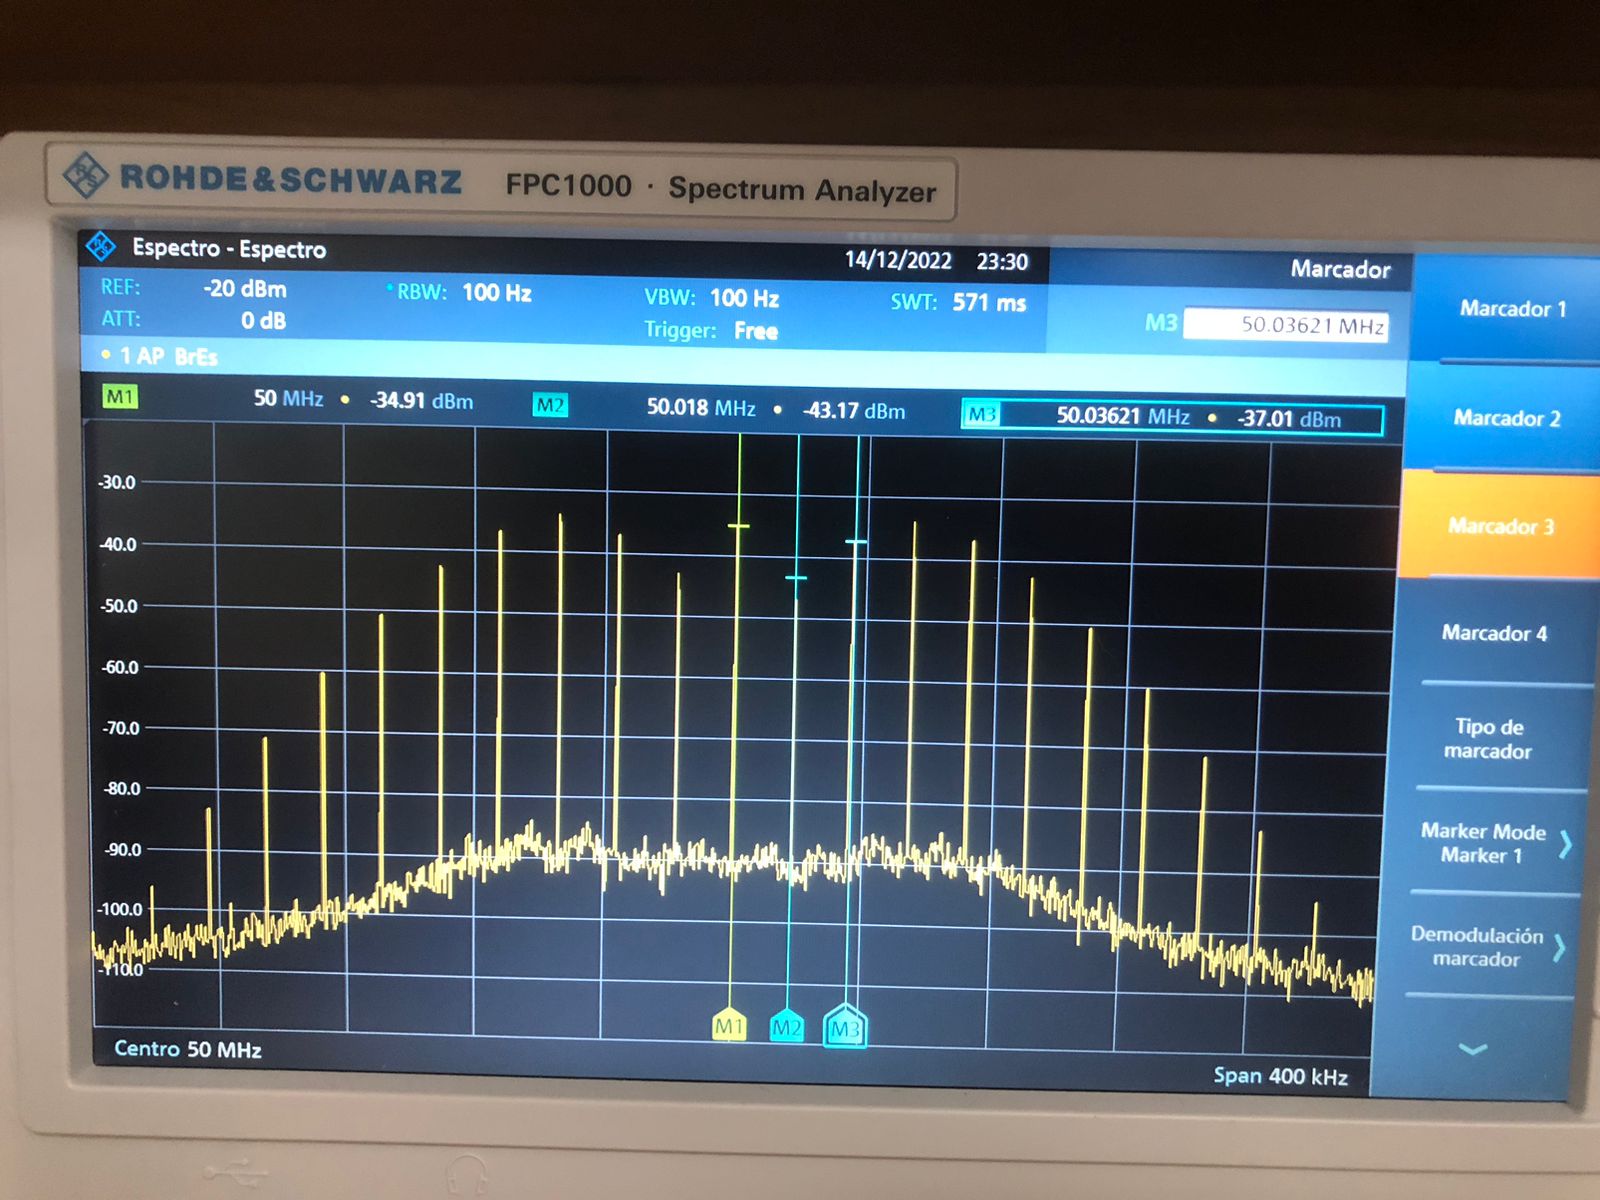 ROHDE&SCHWARZ FPC1000 · Spectrum Analyzer
Espectro - Espectro 14/12/2022 23:30 Marcador
REF: -20 dBm RBW: 100 Hz VBW: 100 Hz SWT: 571 ms
ATT: 0 dB Trigger: Free
M3 50.03621 MHz
1 AP BrEs
M1 50 MHz • -34.91 dBm M2 50.018 MHz • -43.17 dBm M3 50.03621 MHz • -37.01 dBm
-30.0
-40.0
-50.0
-60.0
-70.0
-80.0
-90.0
-100.0
-110.0
M1 M2 M3
Centro 50 MHz
Span 400 kHz
Marcador 1
Marcador 2
Marcador 3
Marcador 4
Tipo de
marcador
Marker Mode
Marker 1
Demodulación
marcador